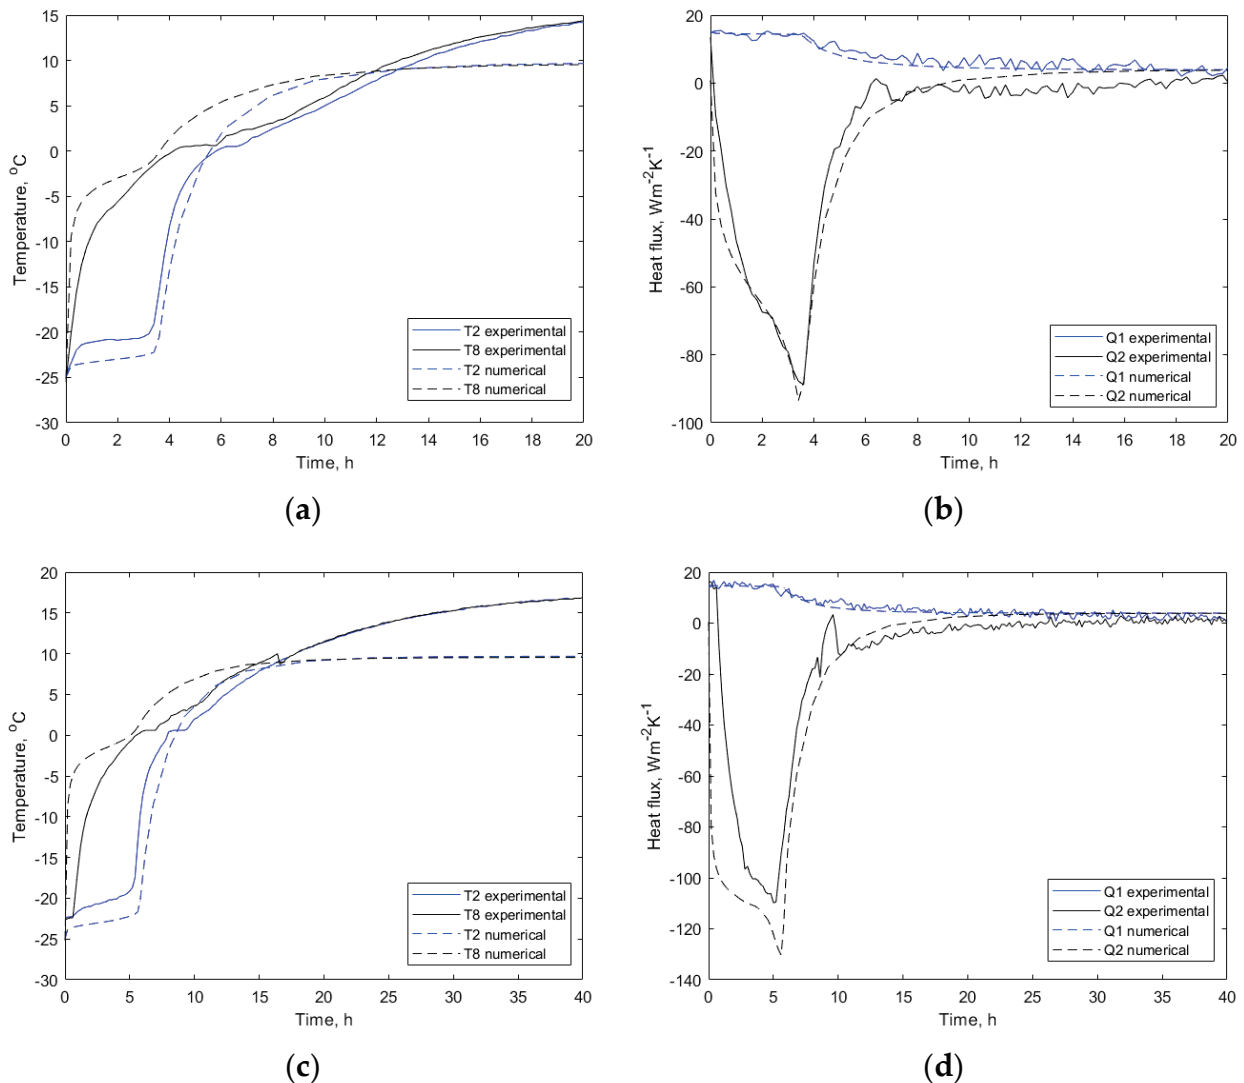 15
10
5
0
-5
-10
-15
-20
-25
-30
0 2 4 6 8 10 12 14 16 18 20
Temperature, °C
Time, h
T2 experimental
T8 experimental
T2 numerical
T8 numerical
(a)
20
0
-20
-40
-60
-80
-100
0 2 4 6 8 10 12 14 16 18 20
Heat flux, Wm-2K-1
Time, h
Q1 experimental
Q2 experimental
Q1 numerical
Q2 numerical
(b)
20
15
10
5
0
-5
-10
-15
-20
-25
-30
0 5 10 15 20 25 30 35 40
Temperature, °C
Time, h
T2 experimental
T8 experimental
T2 numerical
T8 numerical
(c)
20
0
-20
-40
-60
-80
-100
-120
-140
0 5 10 15 20 25 30 35 40
Heat flux, Wm-2K-1
Time, h
Q1 experimental
Q2 experimental
Q1 numerical
Q2 numerical
(d)